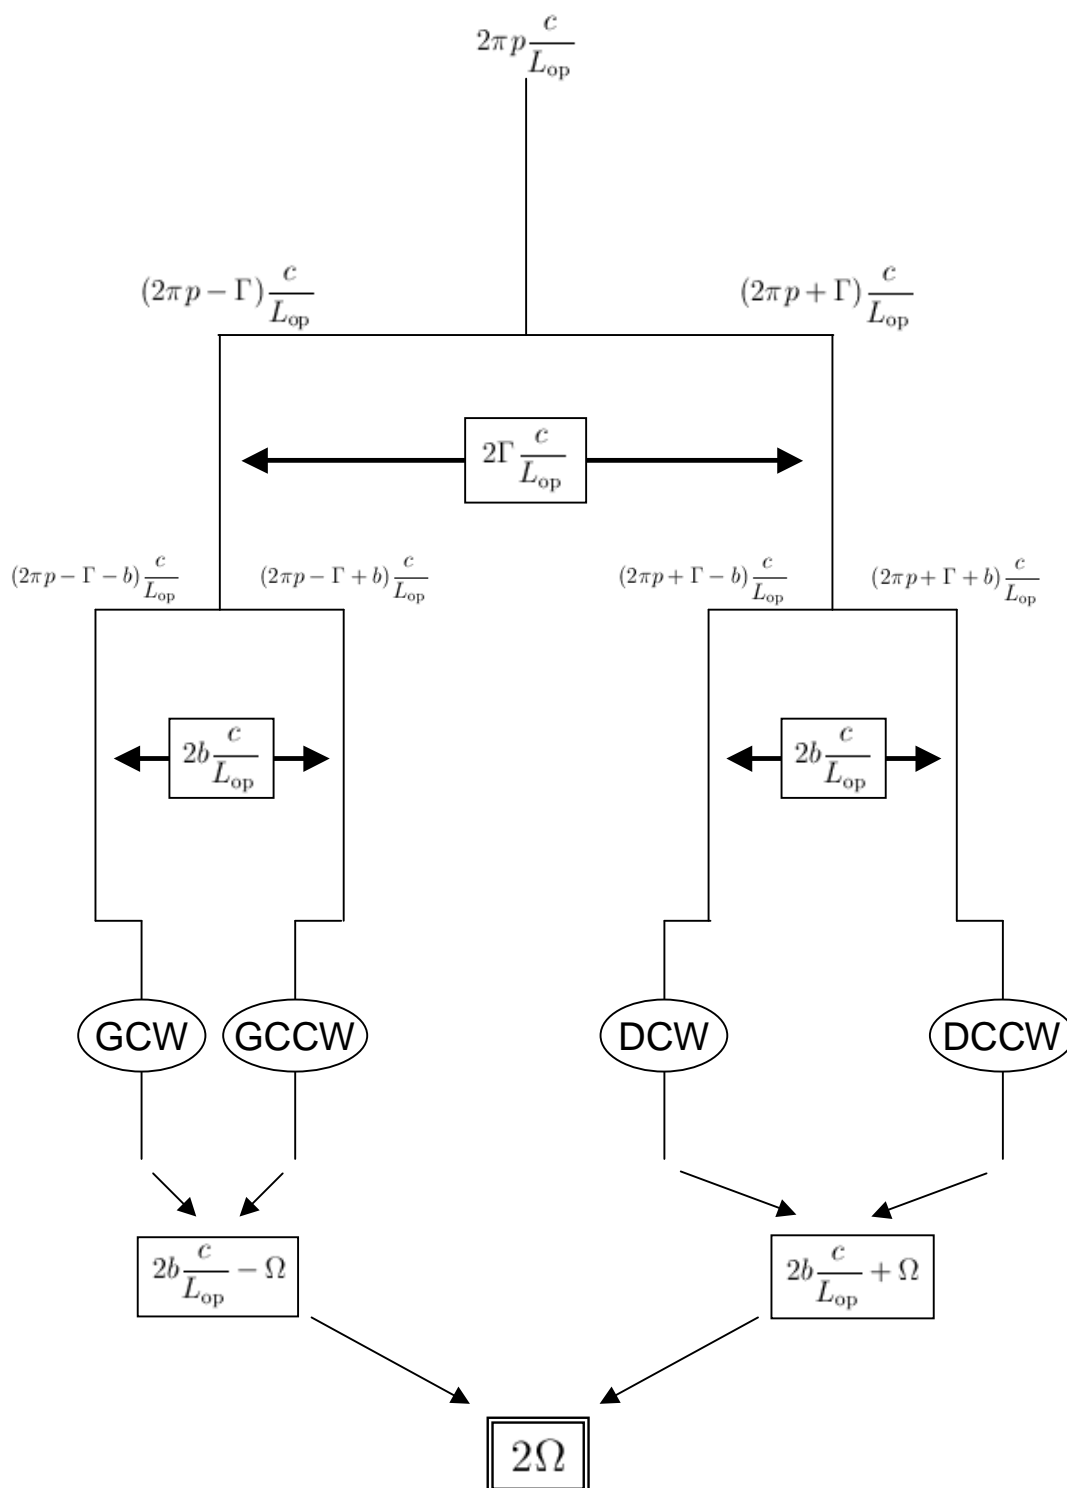 2πp c/L_op
(2πp − Γ) c/L_op (2πp + Γ) c/L_op
2Γ c/L_op
(2πp − Γ − b) c/L_op (2πp − Γ + b) c/L_op (2πp + Γ − b) c/L_op (2πp + Γ + b) c/L_op
2b c/L_op 2b c/L_op
GCW GCCW DCW DCCW
2b c/L_op − Ω 2b c/L_op + Ω
2Ω